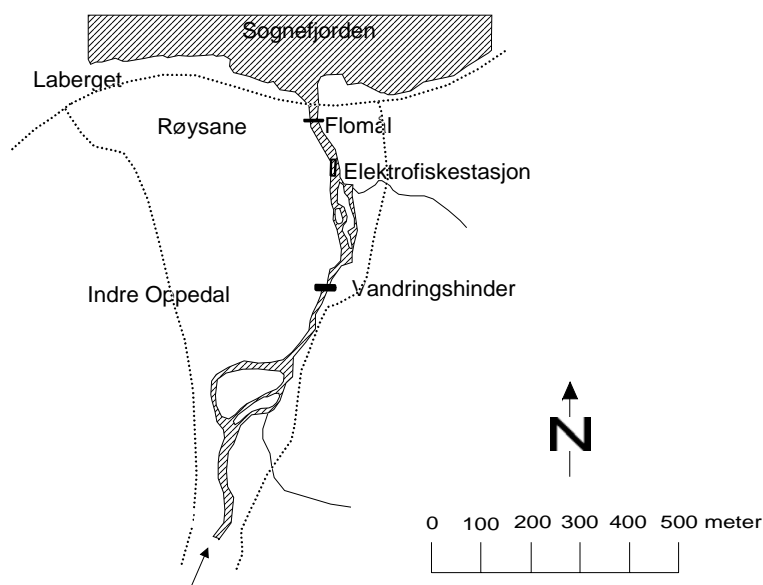 Sognefjorden
Laberget
Røysane
Flomål
Elektrofiskestasjon
Indre Oppedal
Vandringshinder
N
0 100 200 300 400 500 meter